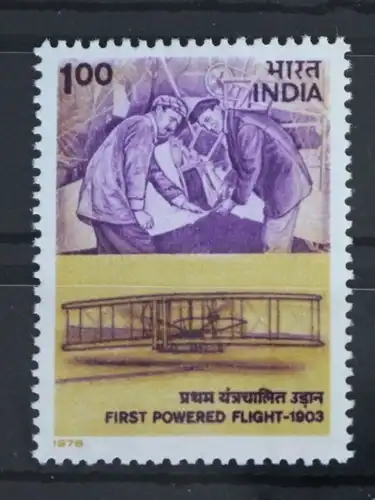 1.00 भारत
INDIA
प्रथम यंत्रचालित उड़ान
FIRST POWERED FLIGHT-1903
1978